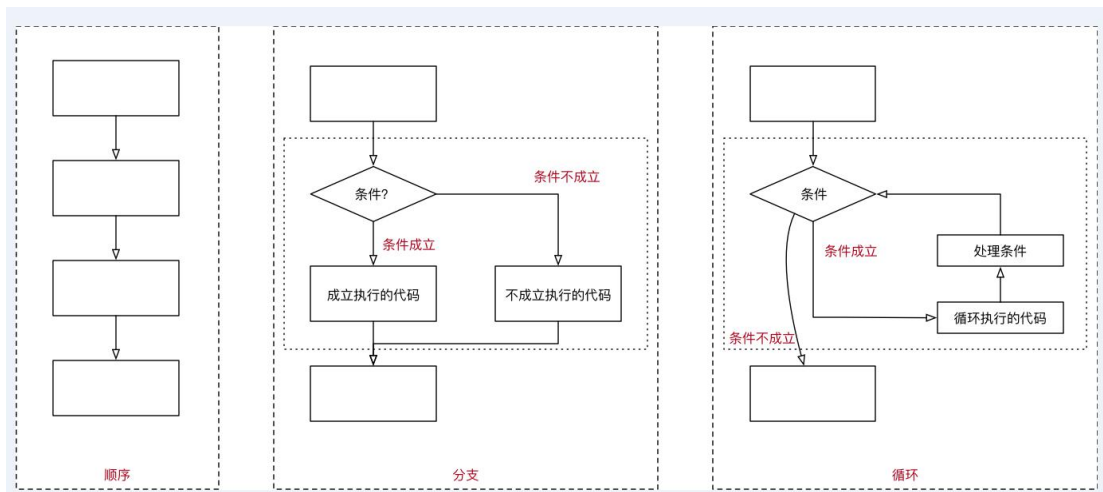 条件不成立
条件?
条件成立
成立执行的代码
不成立执行的代码
条件
条件成立
处理条件
循环执行的代码
条件不成立
顺序
分支
循环